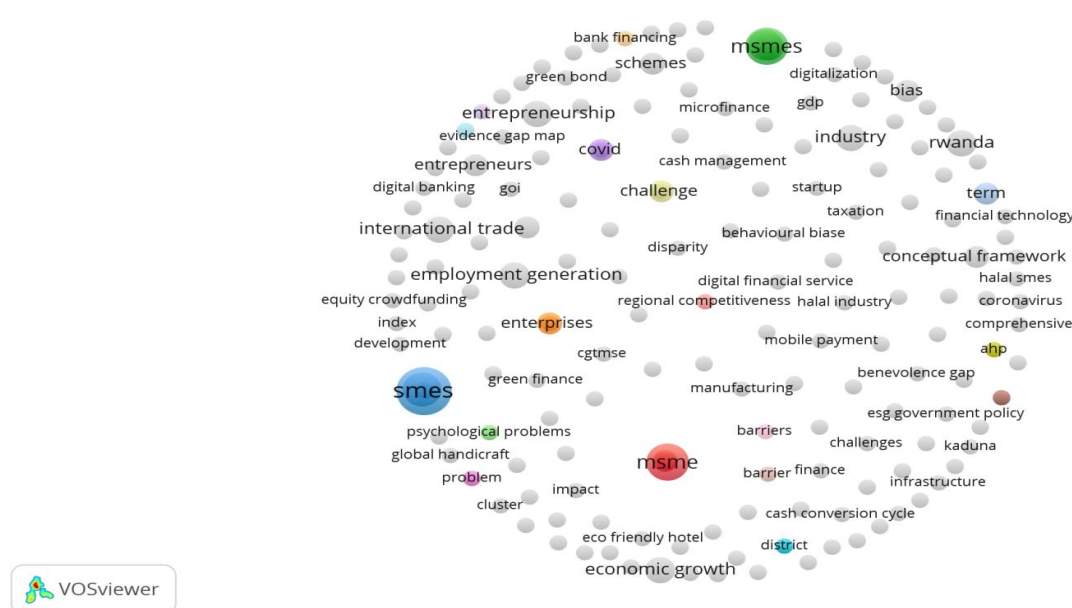 bank financing
msmes
schemes
digitalization
green bond
bias
gdp
microfinance
entrepreneurship
evidence gap map
industry
rwanda
covid
entrepreneurs
cash management
digital banking
goi
challenge
startup
term
taxation
financial technology
international trade
behavioural biase
disparity
conceptual framework
employment generation
digital financial service
halal smes
equity crowdfunding
regional competitiveness
halal industry
coronavirus
index
enterprises
comprehensive
development
mobile payment
ahp
cgtmse
benevolence gap
green finance
manufacturing
smes
esg government policy
psychological problems
barriers
challenges
kaduna
global handicraft
msme
problem
barrier
finance
infrastructure
impact
cluster
cash conversion cycle
eco friendly hotel
district
economic growth
VOSviewer